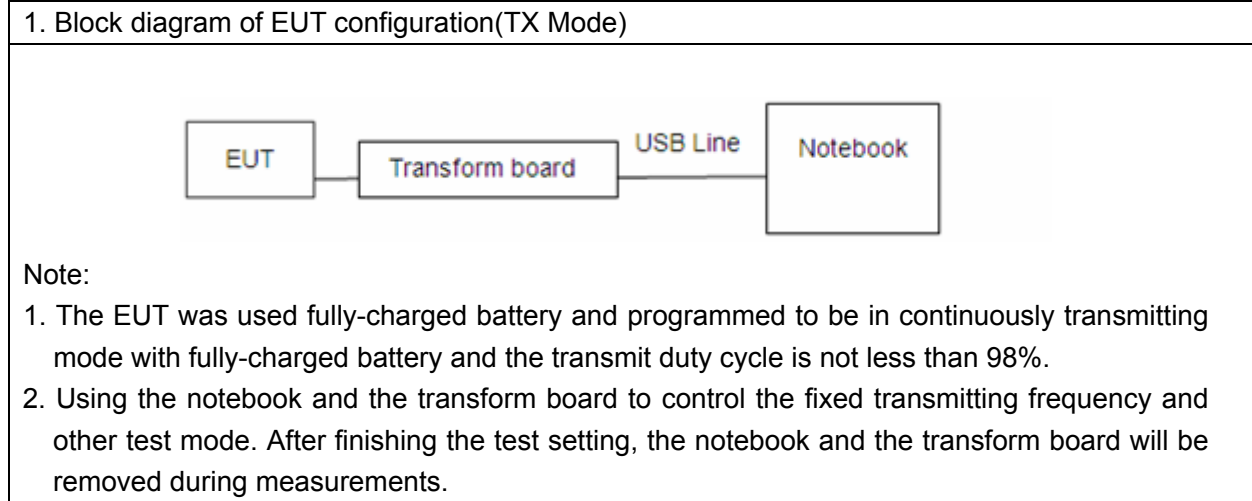 1. Block diagram of EUT configuration(TX Mode)
EUT
Transform board
USB Line
Notebook
Note:
1. The EUT was used fully-charged battery and programmed to be in continuously transmitting
mode with fully-charged battery and the transmit duty cycle is not less than 98%.
2. Using the notebook and the transform board to control the fixed transmitting frequency and
other test mode. After finishing the test setting, the notebook and the transform board will be
removed during measurements.